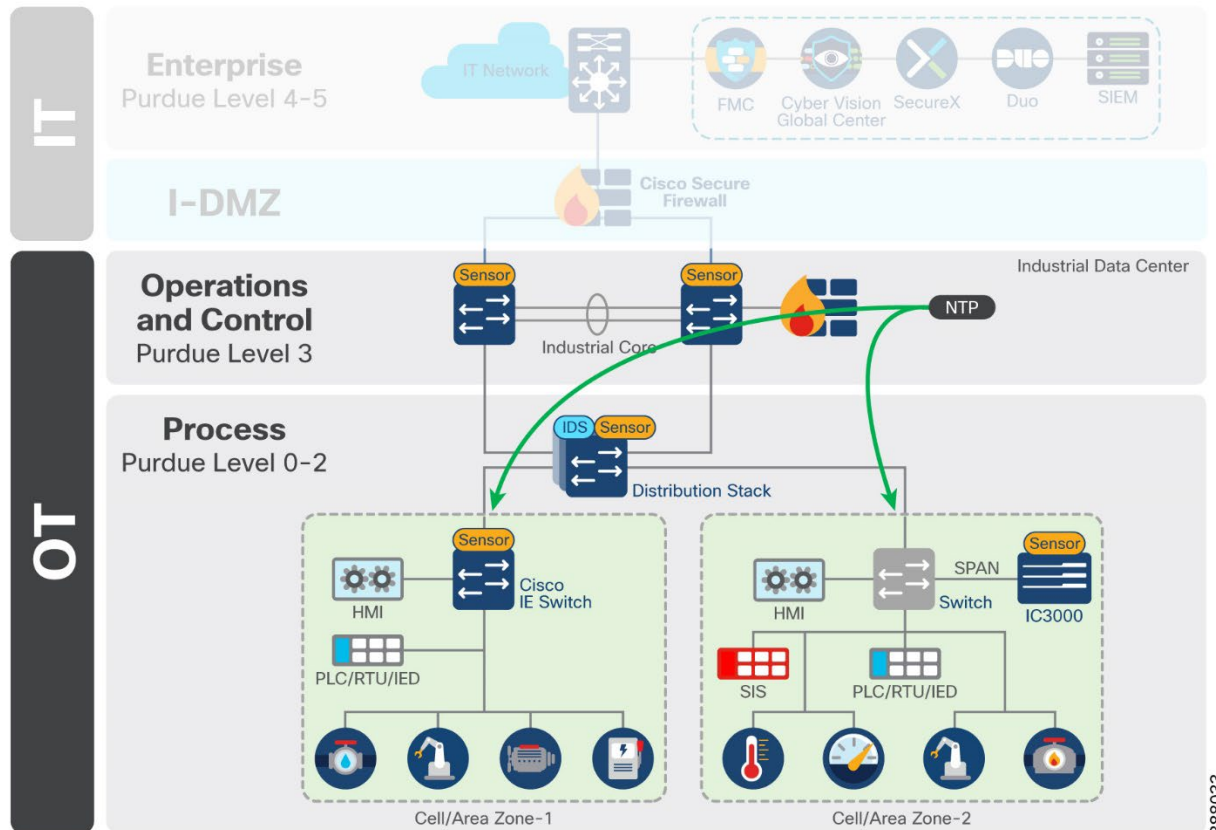 IT
Enterprise
Purdue Level 4-5
IT Network
FMC
Cyber Vision
Global Center
SecureX
DUO
Duo
SIEM
I-DMZ
Cisco Secure
Firewall
OT
Operations
and Control
Purdue Level 3
Sensor
Sensor
Industrial Core
Industrial Data Center
NTP
Process
Purdue Level 0-2
IDS
Sensor
Distribution Stack
Sensor
HMI
Cisco
IE Switch
PLC/RTU/IED
Cell/Area Zone-1
HMI
Switch
SPAN
Sensor
IC3000
SIS
PLC/RTU/IED
Cell/Area Zone-2
388033